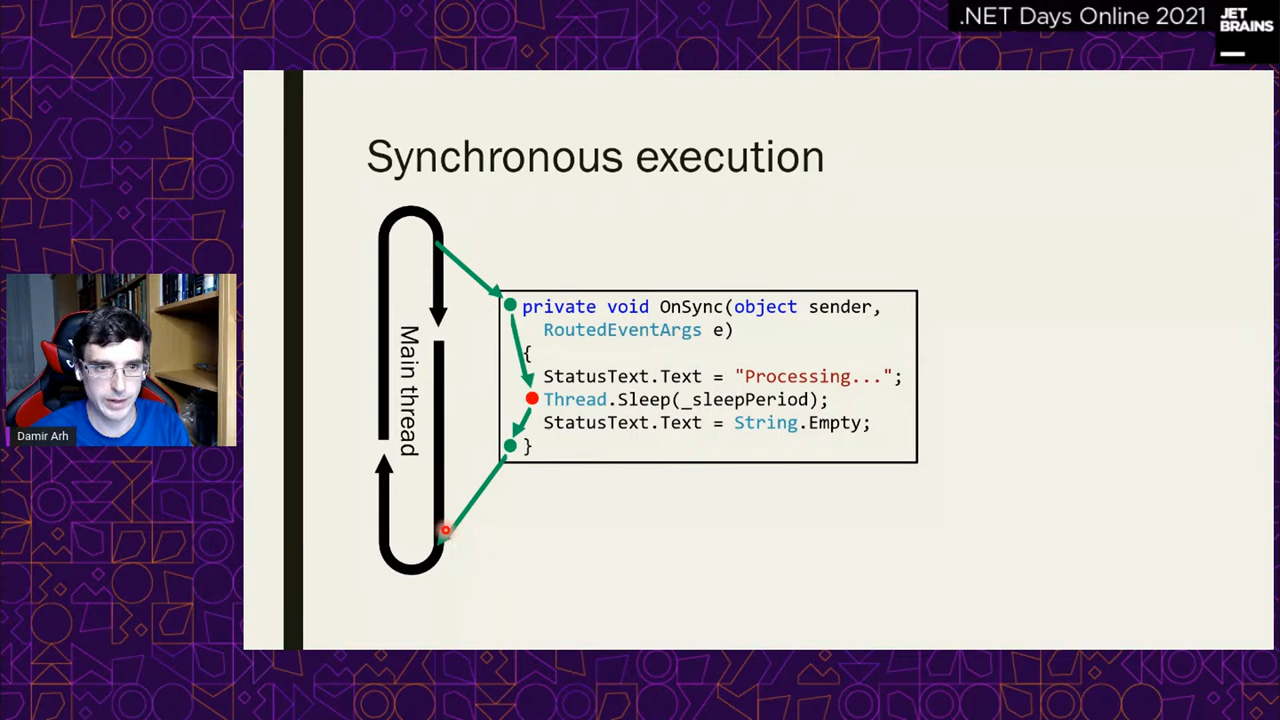 .NET Days Online 2021
JET
BRAINS
Synchronous execution
Main thread
private void OnSync(object sender,
RoutedEventArgs e)
{
StatusText.Text = "Processing...";
Thread.Sleep(_sleepPeriod);
StatusText.Text = String.Empty;
}
Damir Arh